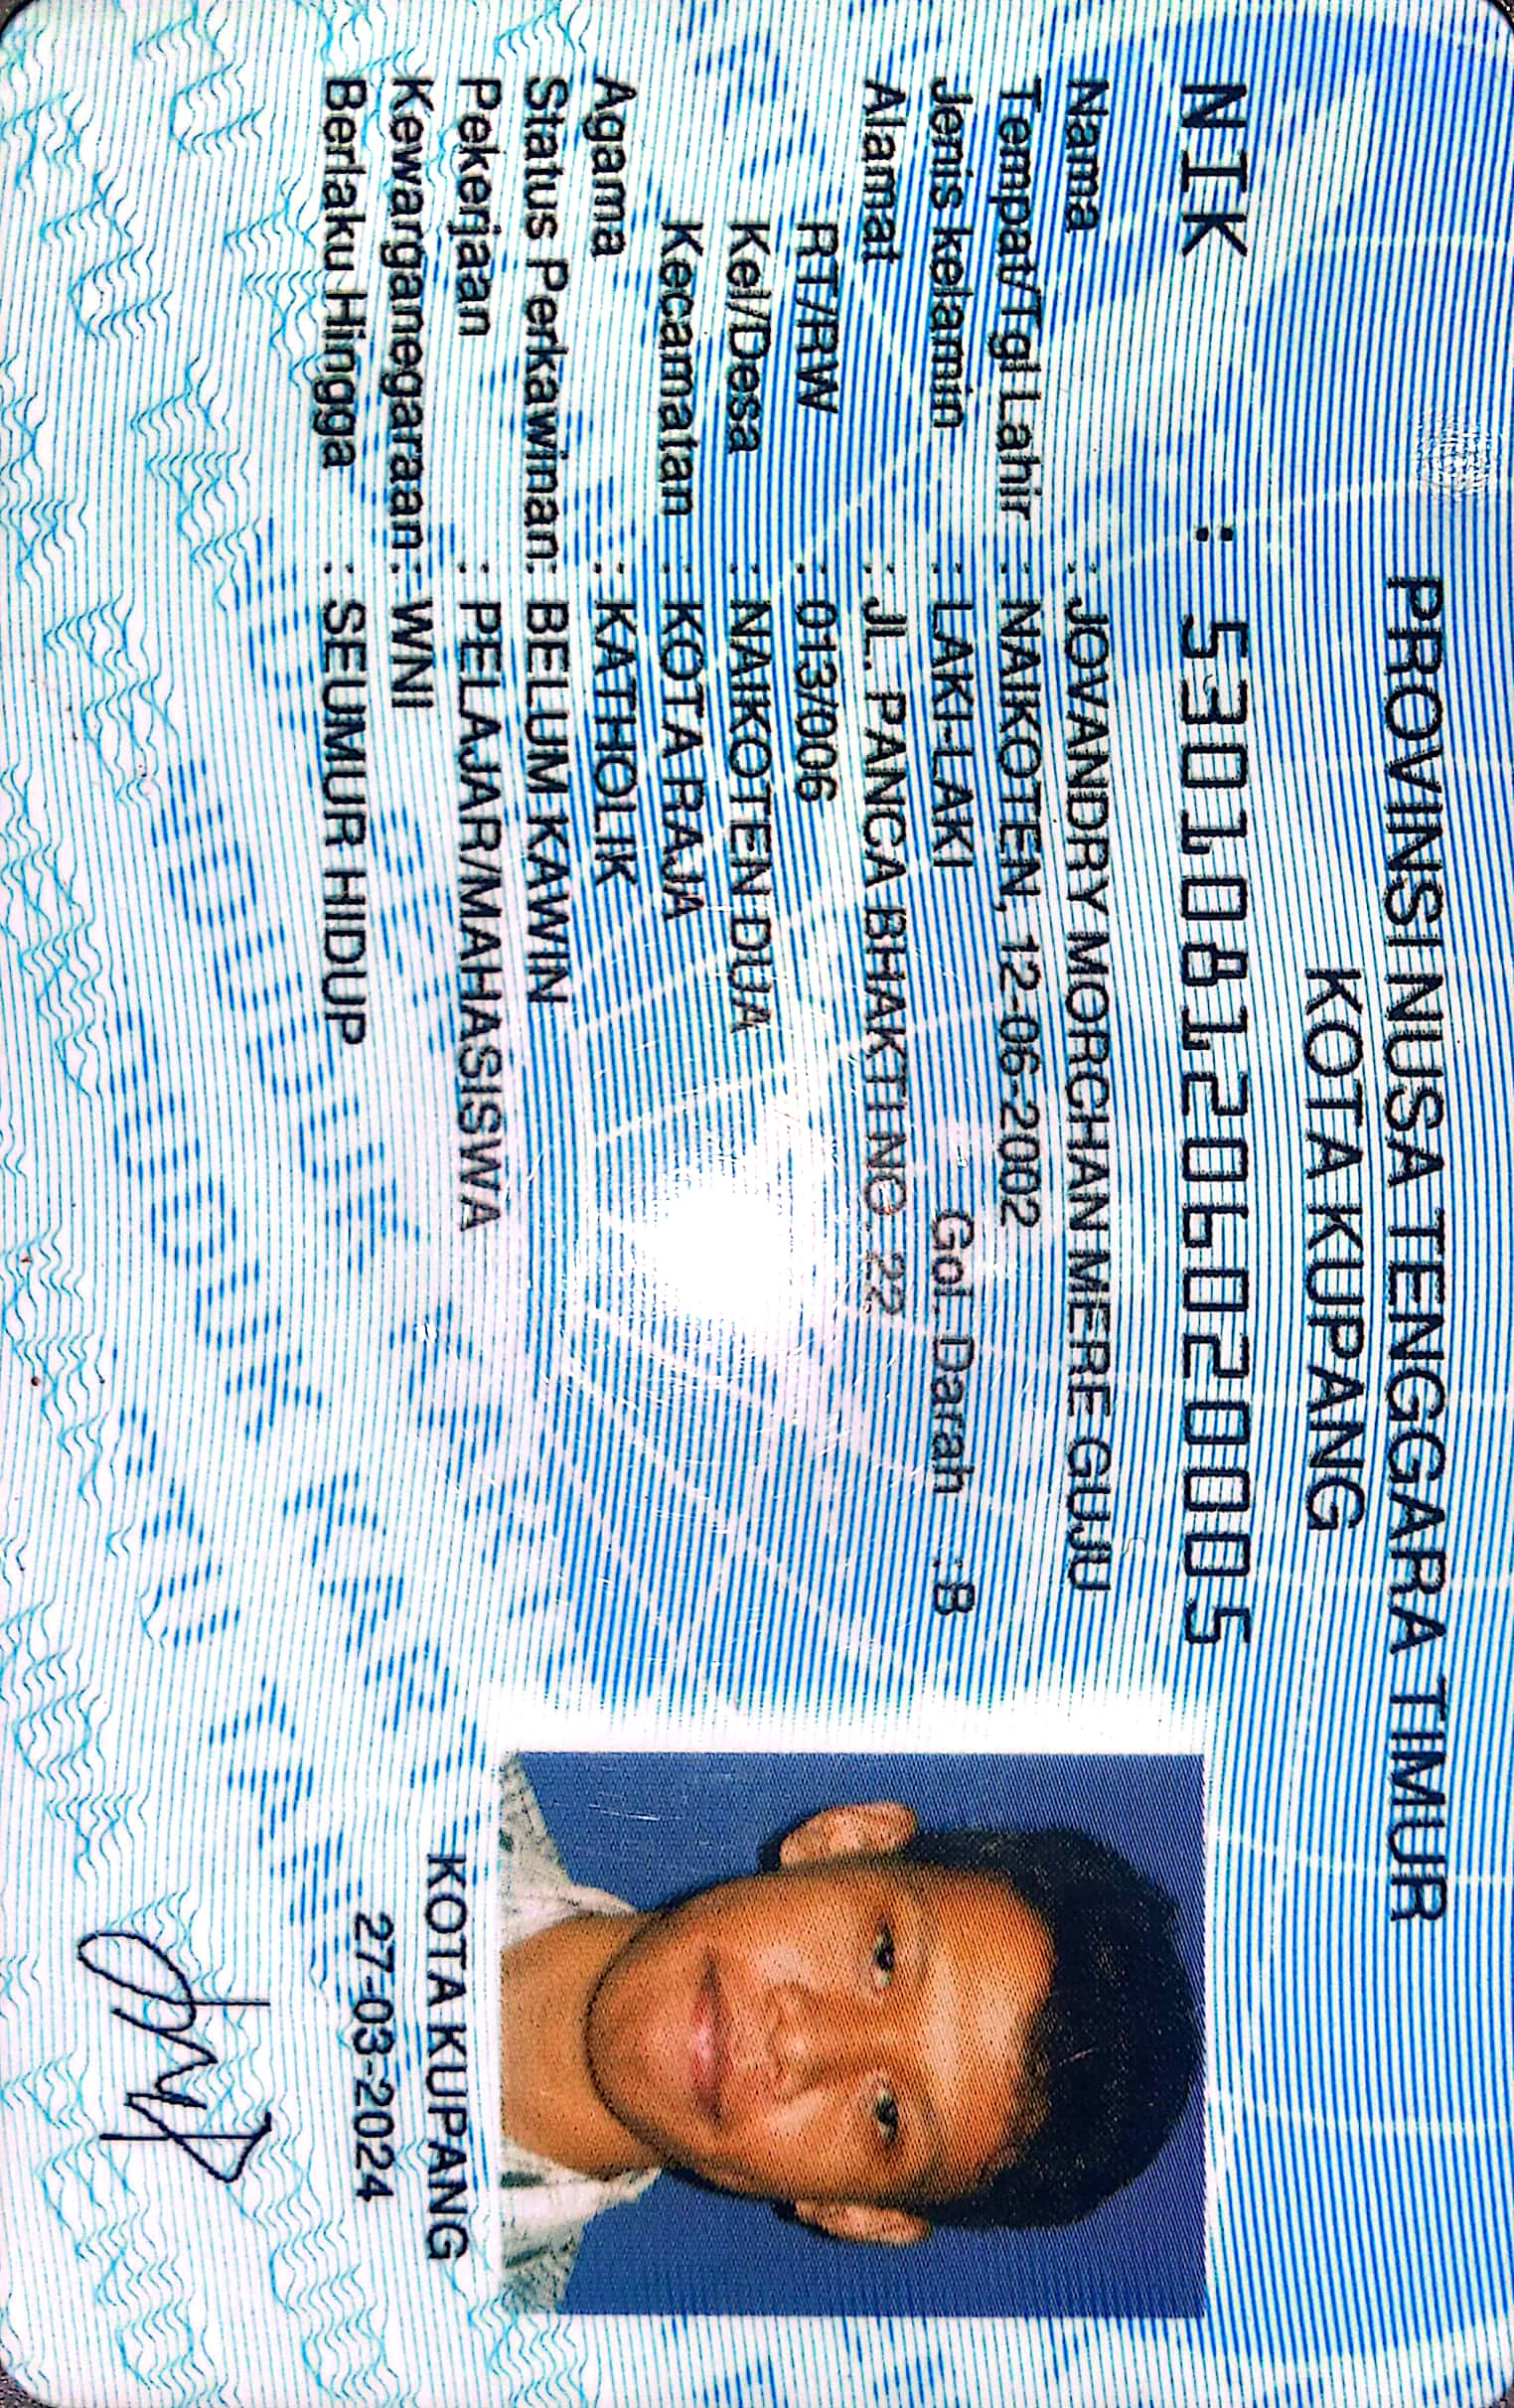 PROVINSI NUSA TENGGARA TIMUR
KOTA KUPANG
NIK : 5301081206020005
Nama : JOVANDRY MORCHAN MERE GUJU
Tempat/Tgl Lahir : NAIKOTEN, 12-06-2002
Jenis kelamin : LAKI-LAKI Gol. Darah : B
Alamat : JL. PANCA BHAKTI NO. 22
RT/RW : 013/006
Kel/Desa : NAIKOTEN DUA
Kecamatan : KOTA RAJA
Agama : KATHOLIK
Status Perkawinan: BELUM KAWIN
Pekerjaan : PELAJAR/MAHASISWA
Kewarganegaraan: WNI
Berlaku Hingga : SEUMUR HIDUP
KOTA KUPANG
27-03-2024